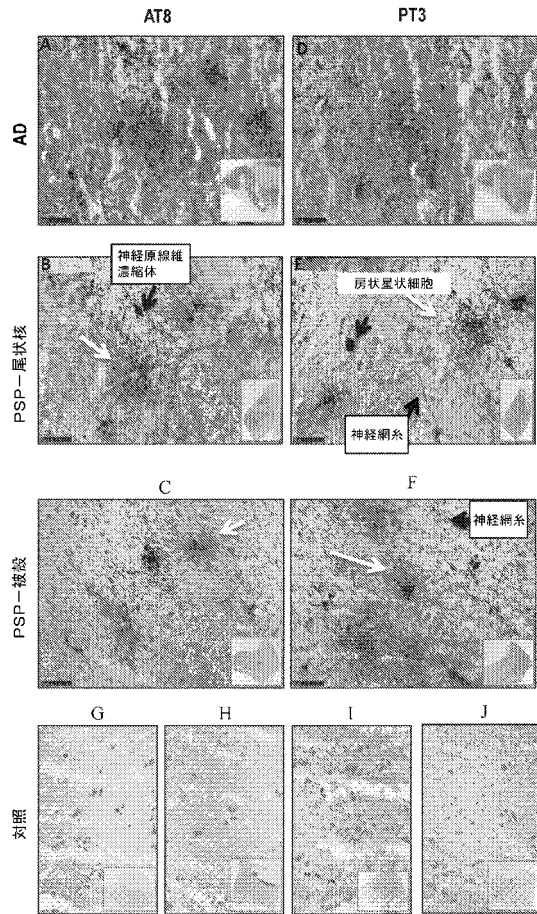 AT8 PT3
AD
A D
PSP－尾状核
B E
神経原線維
濃縮体
房状星状細胞
神経網糸
PSP－被殻
C F
神経網糸
対照
G H I J